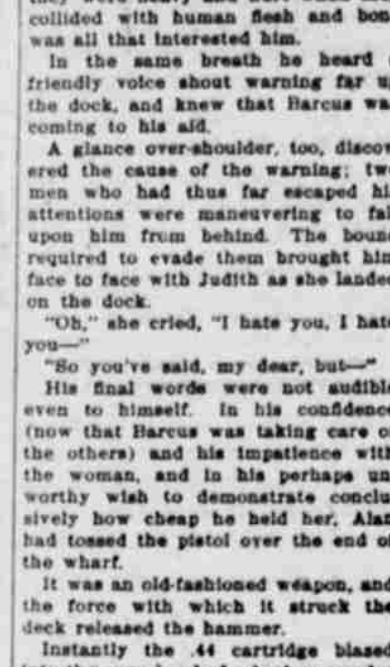 collided with human flesh and bon
was all that interested him.
In the same breath he heard
friendly voice shout warning far u
the dock, and knew that Barcus wa
coming to his aid.
A glance over-shoulder, too, discov
ered the cause of the warning; tw
men who had thus far escaped hi
attentions were maneuvering to fal
upon him from behind. The boun
required to evade them brought him
face to face with Judith as she lande
on the dock.
"Oh," she cried, "I hate you, I hat
you—"
"So you've said, my dear, but—"
His final words were not audibl
even to himself. In his confidenc
(now that Barcus was taking care o
the others) and his impatience with
the woman, and in his perhaps un
worthy wish to demonstrate conclu
sively how cheap he held her, Alan
had tossed the pistol over the end o
the wharf.
It was an old-fashioned weapon, and
the force with which it struck the
deck released the hammer.
Instantly the .44 cartridge blazed